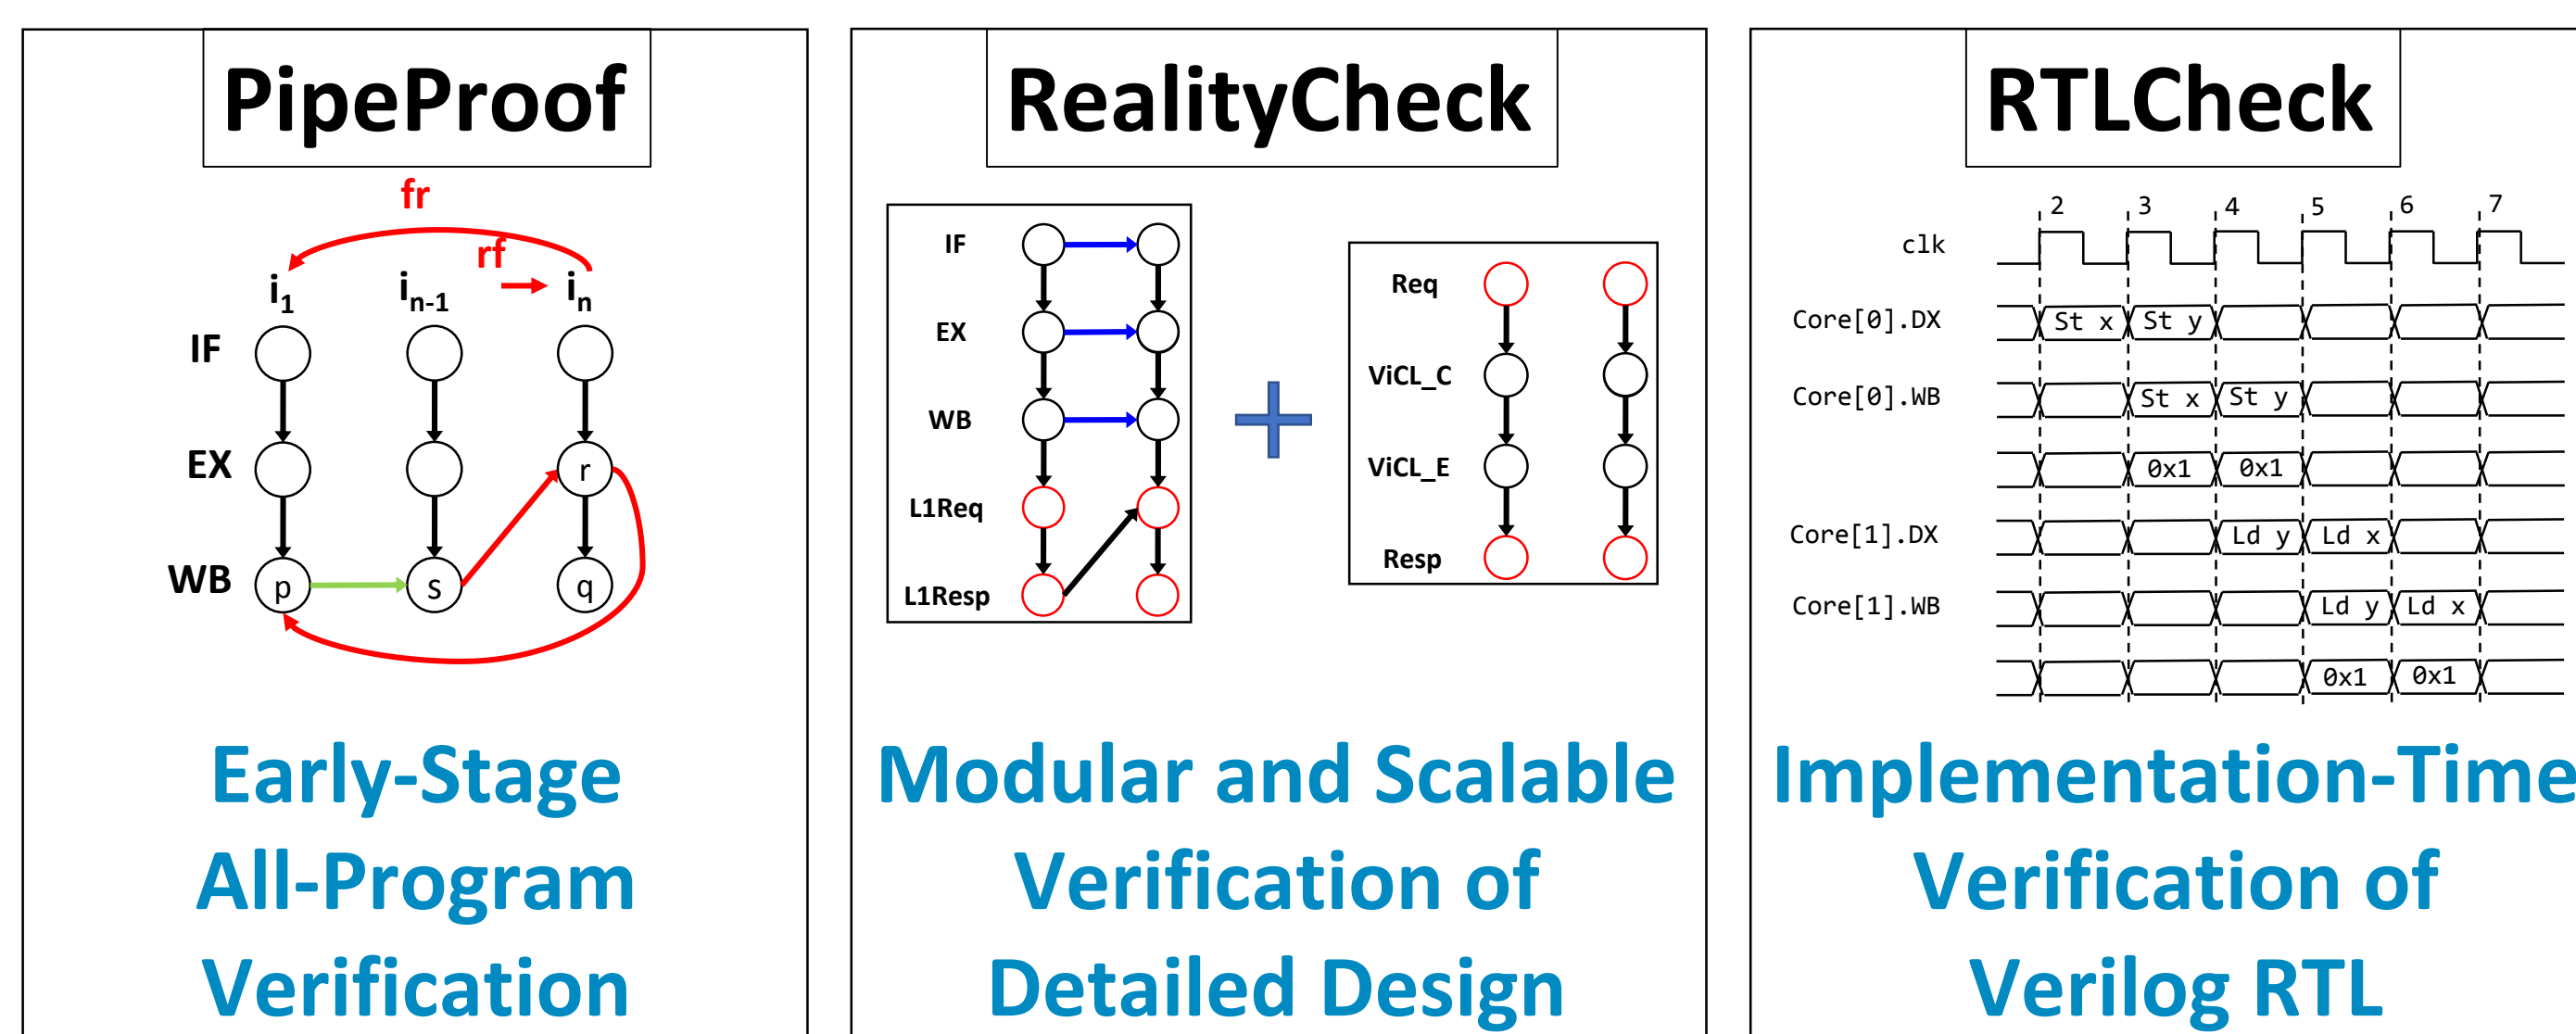 PipeProof
fr
rf
i1 in-1 in
IF
EX
r
WB
p s q
Early-Stage
All-Program
Verification
RealityCheck
IF
EX
WB
L1Req
L1Resp
Req
ViCL_C
ViCL_E
Resp
Modular and Scalable
Verification of
Detailed Design
RTLCheck
2 3 4 5 6 7
clk
Core[0].DX St x St y
Core[0].WB St x St y
0x1 0x1
Core[1].DX Ld y Ld x
Core[1].WB Ld y Ld x
0x1 0x1
Implementation-Time
Verification of
Verilog RTL